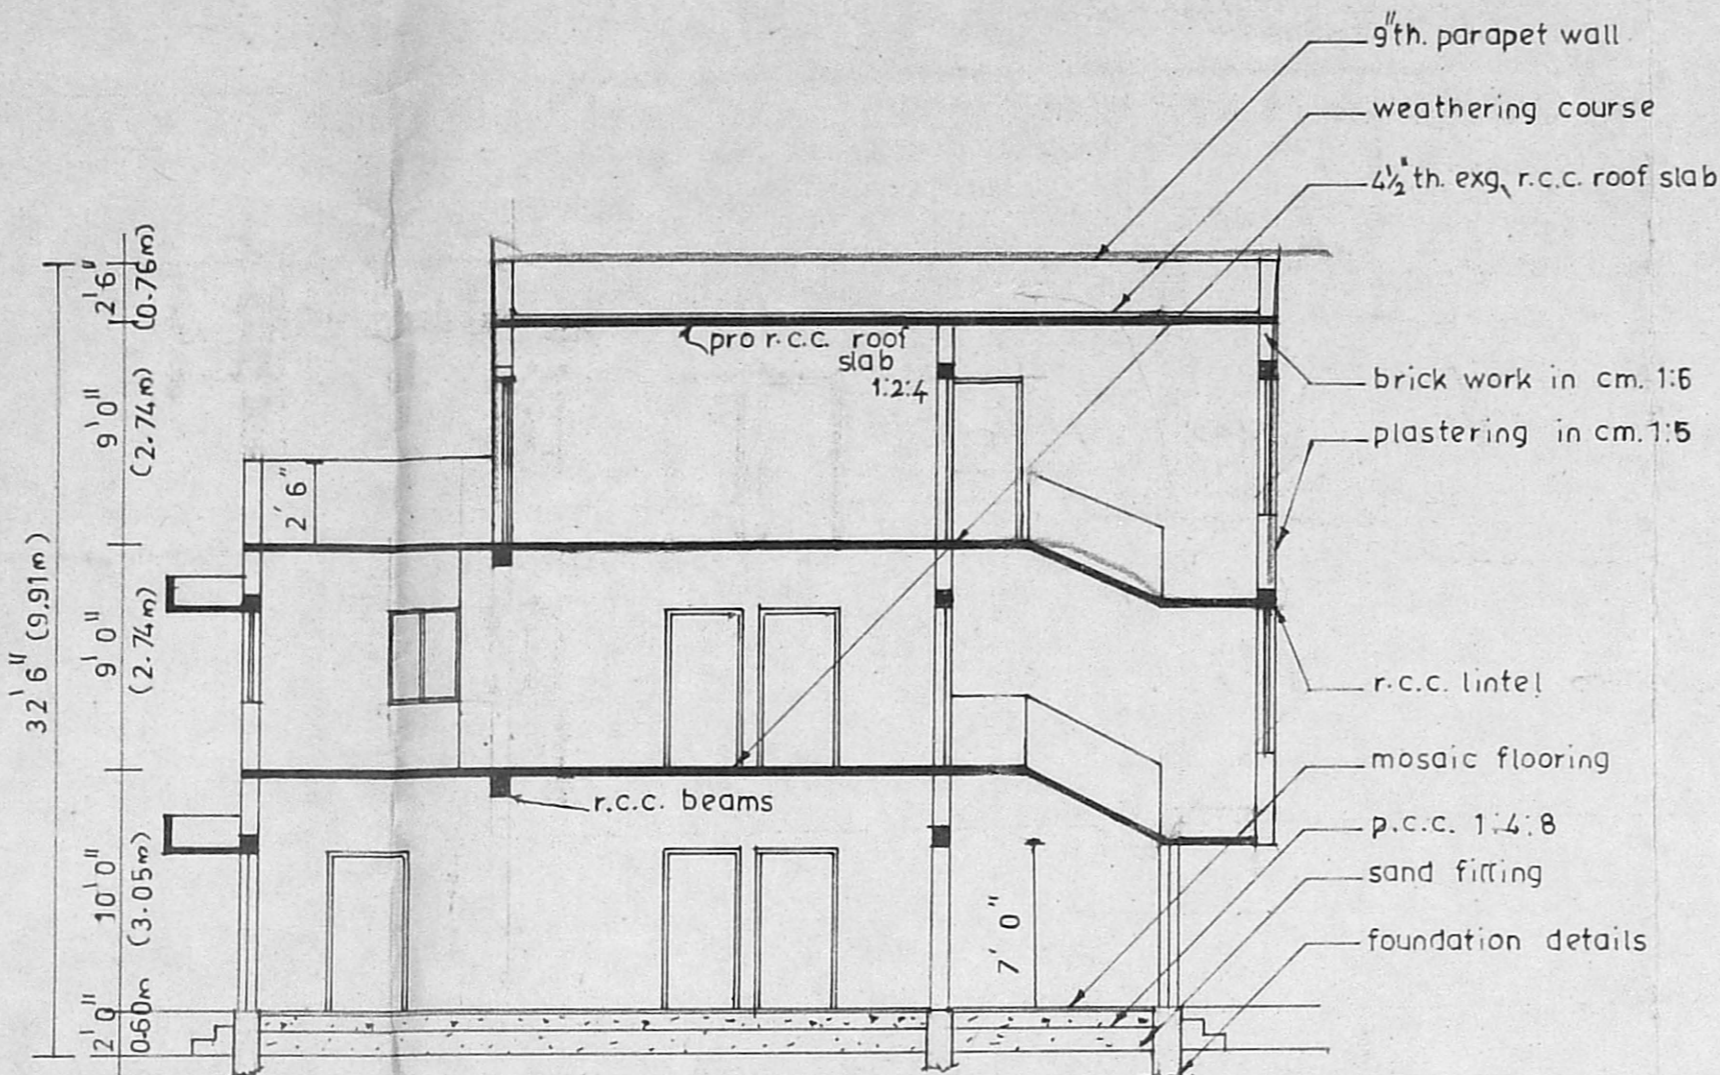 9"th. parapet wall
weathering course
4½" th. exg. r.c.c. roof slab
2' 6"
(0.76m)
pro r.c.c. roof
slab
1:2:4
9' 0"
(2.74m)
brick work in cm. 1:6
plastering in cm. 1:5
2' 6"
32' 6" (9.91m)
9' 0"
(2.74m)
r.c.c. lintel
mosaic flooring
r.c.c. beams
p.c.c. 1:4:8
sand filling
10' 0"
(3.05m)
7' 0"
foundation details
2' 0"
0.60m